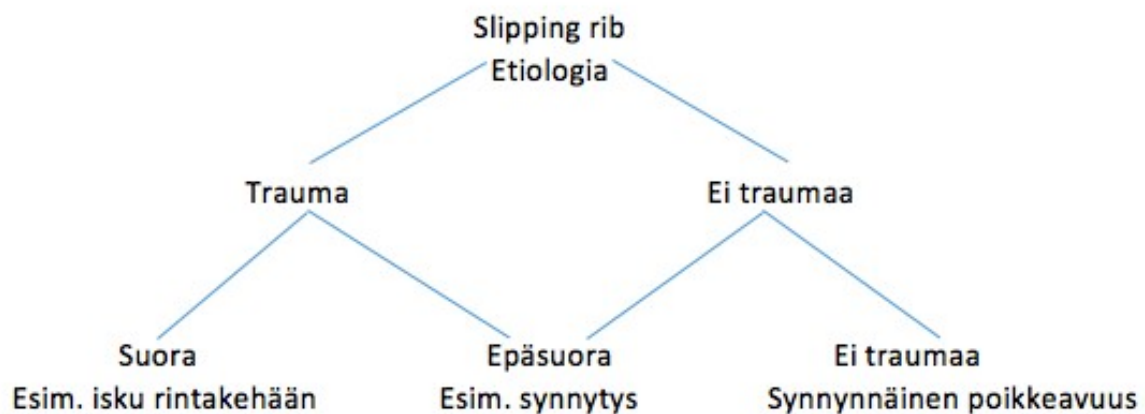 Slipping rib
Etiologia
Trauma
Ei traumaa
Suora
Esim. isku rintakehään
Epäsuora
Esim. synnytys
Ei traumaa
Synnynnäinen poikkeavuus